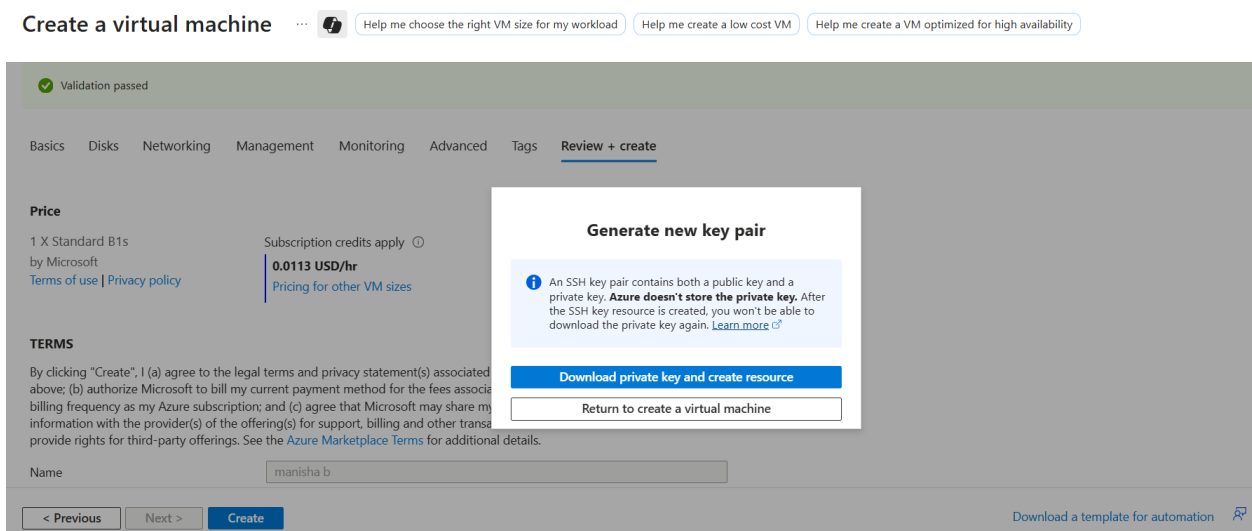 Create a virtual machine
...
Help me choose the right VM size for my workload
Help me create a low cost VM
Help me create a VM optimized for high availability
Validation passed
Basics Disks Networking Management Monitoring Advanced Tags Review + create
Price
1 X Standard B1s
by Microsoft
Terms of use | Privacy policy
Subscription credits apply
0.0113 USD/hr
Pricing for other VM sizes
TERMS
By clicking "Create", I (a) agree to the legal terms and privacy statement(s) associated
above; (b) authorize Microsoft to bill my current payment method for the fees associa
billing frequency as my Azure subscription; and (c) agree that Microsoft may share my
information with the provider(s) of the offering(s) for support, billing and other transa
provide rights for third-party offerings. See the Azure Marketplace Terms for additional details.
Name
manisha b
Generate new key pair
An SSH key pair contains both a public key and a
private key. Azure doesn't store the private key. After
the SSH key resource is created, you won't be able to
download the private key again. Learn more
Download private key and create resource
Return to create a virtual machine
< Previous
Next >
Create
Download a template for automation